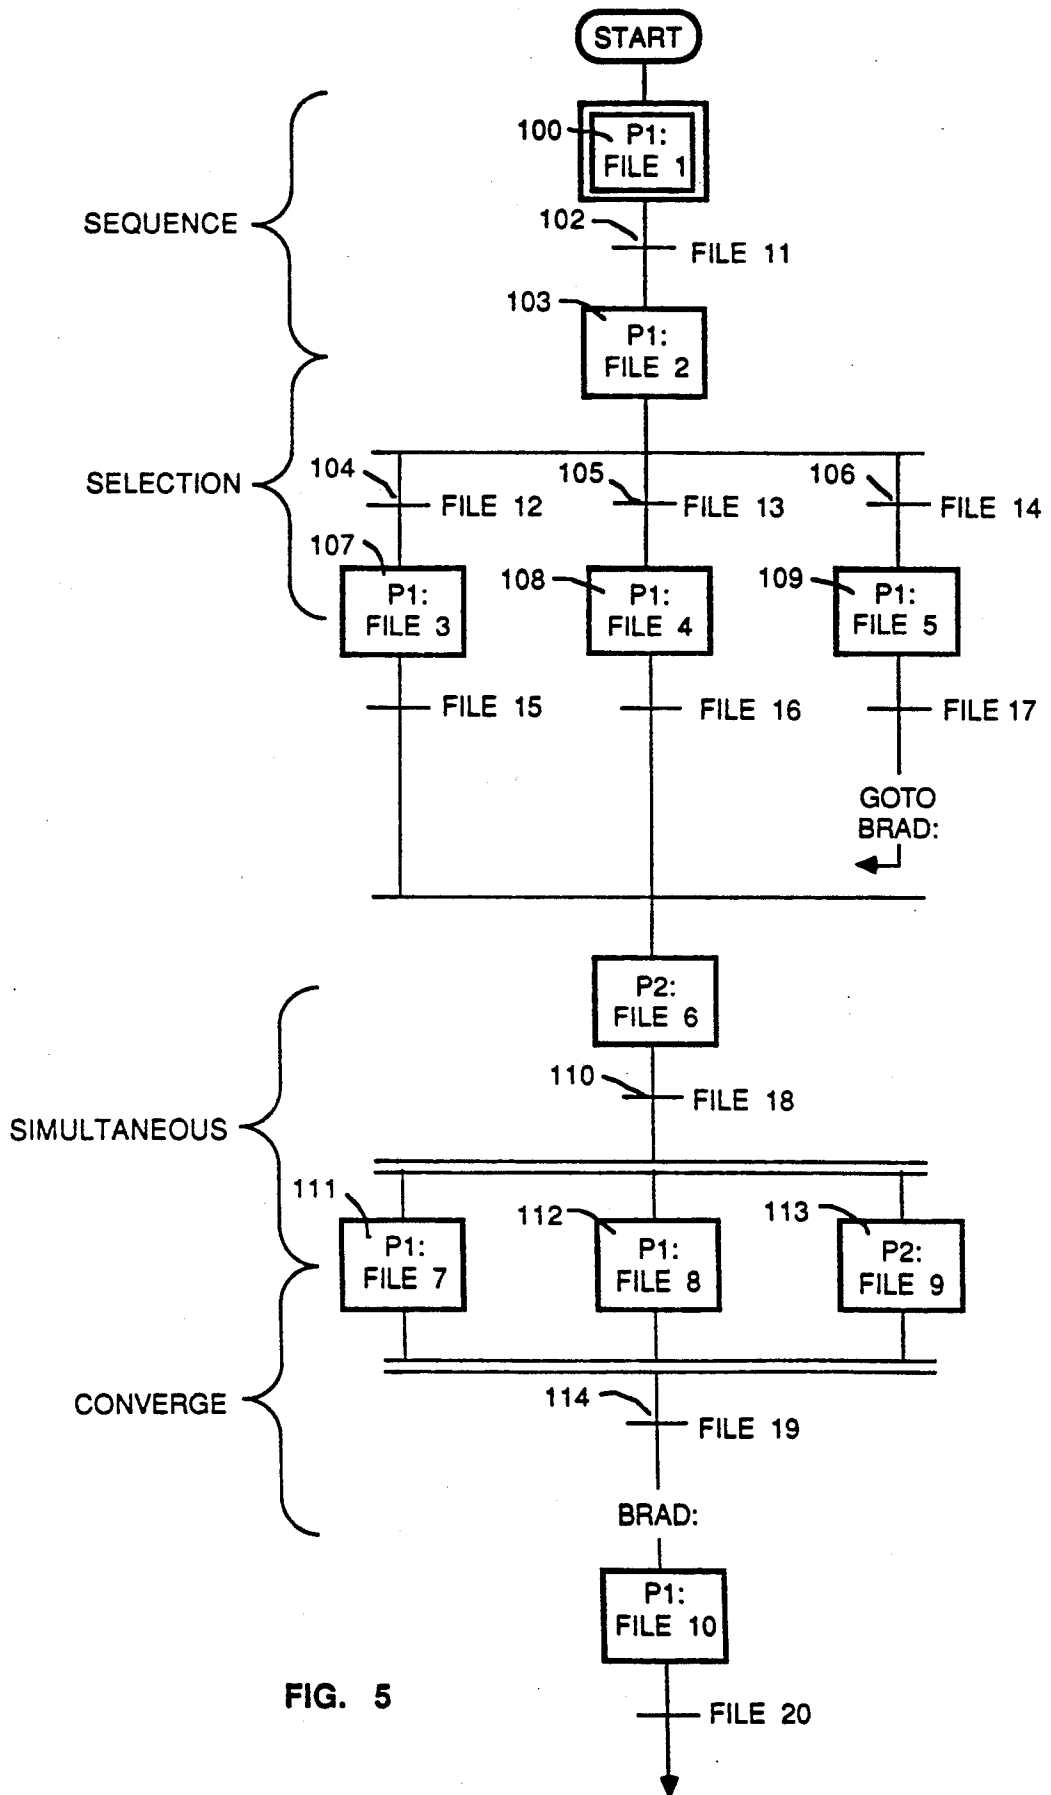 START
100
P1:
FILE 1
SEQUENCE
102
FILE 11
103
P1:
FILE 2
SELECTION
104
FILE 12
105
FILE 13
106
FILE 14
107
P1:
FILE 3
108
P1:
FILE 4
109
P1:
FILE 5
FILE 15
FILE 16
FILE 17
GOTO
BRAD:
P2:
FILE 6
110
FILE 18
SIMULTANEOUS
111
P1:
FILE 7
112
P1:
FILE 8
113
P2:
FILE 9
CONVERGE
114
FILE 19
BRAD:
P1:
FILE 10
FIG. 5
FILE 20